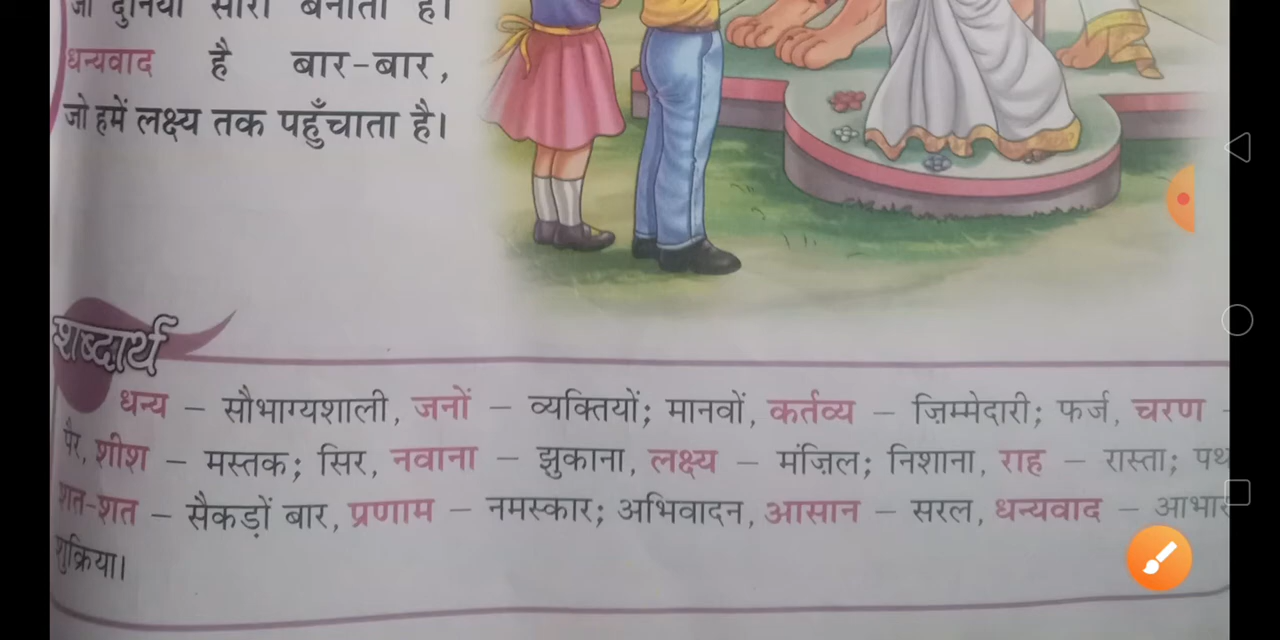 जो दुनिया सारी बनाता है।
धन्यवाद है बार-बार,
जो हमें लक्ष्य तक पहुँचाता है।
शब्दार्थ
धन्य – सौभाग्यशाली, जनों – व्यक्तियों; मानवों, कर्तव्य – ज़िम्मेदारी; फर्ज, चरण –
पैर, शीश – मस्तक; सिर, नवाना – झुकाना, लक्ष्य – मंजिल; निशाना, राह – रास्ता; पथ
शत-शत – सैकड़ों बार, प्रणाम – नमस्कार; अभिवादन, आसान – सरल, धन्यवाद – आभार
शुक्रिया।